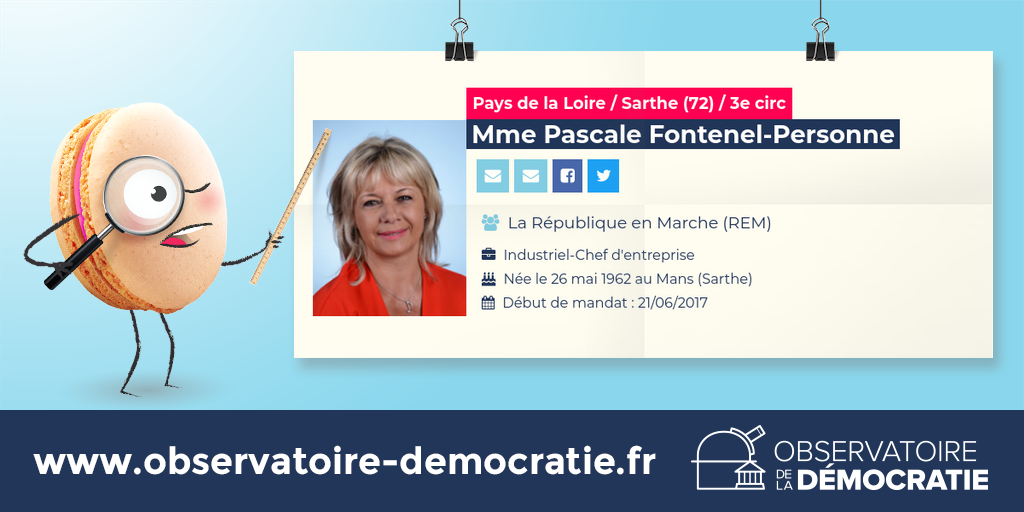 Pays de la Loire / Sarthe (72) / 3e circ
Mme Pascale Fontenel-Personne
La République en Marche (REM)
Industriel-Chef d'entreprise
Née le 26 mai 1962 au Mans (Sarthe)
Début de mandat : 21/06/2017
www.observatoire-democratie.fr
OBSERVATOIRE
DE LA DÉMOCRATIE